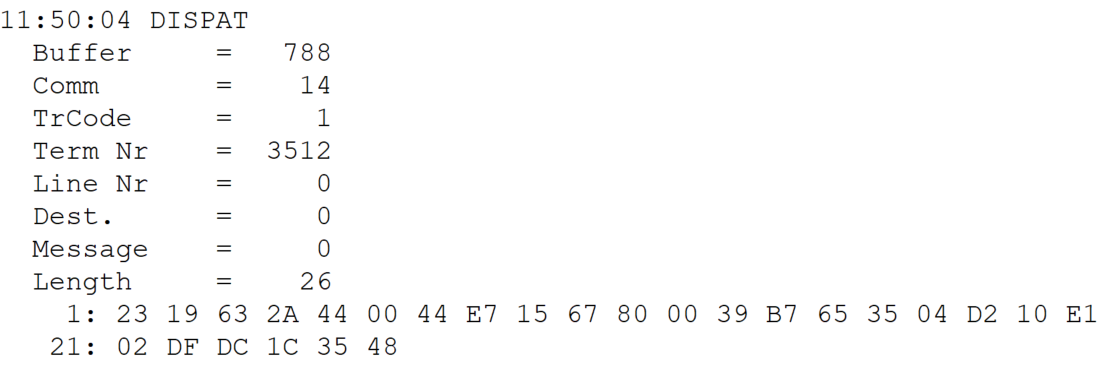 11:50:04 DISPAT
Buffer = 788
Comm = 14
TrCode = 1
Term Nr = 3512
Line Nr = 0
Dest. = 0
Message = 0
Length = 26
1: 23 19 63 2A 44 00 44 E7 15 67 80 00 39 B7 65 35 04 D2 10 E1
21: 02 DF DC 1C 35 48